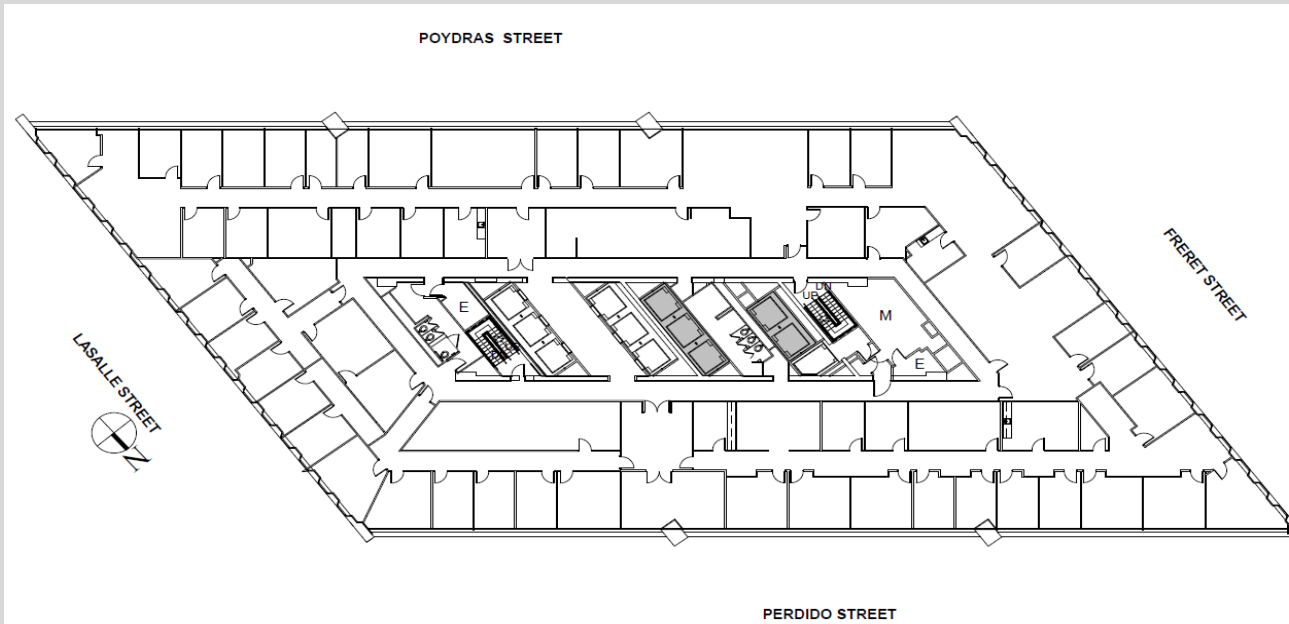 POYDRAS STREET
FRERET STREET
DN
UP
E
M
E
LASALLE STREET
N
PERDIDO STREET